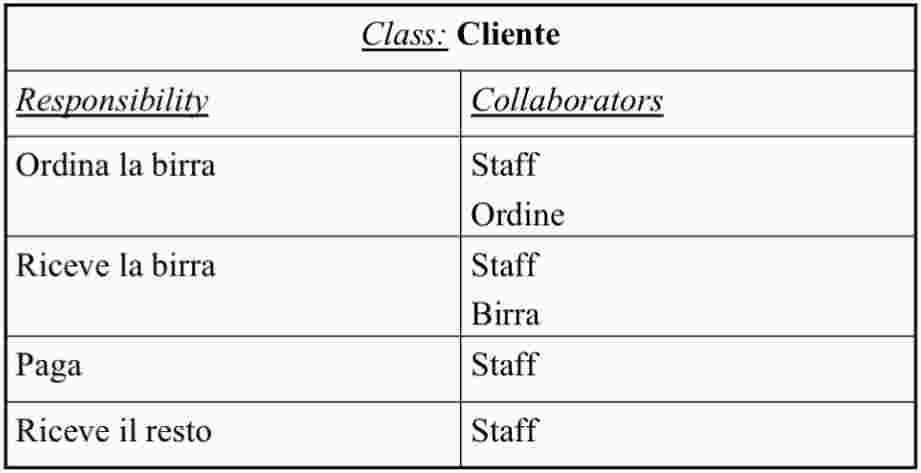 Class: Cliente
Responsibility Collaborators
Ordina la birra Staff
Ordine
Riceve la birra Staff
Birra
Paga Staff
Riceve il resto Staff